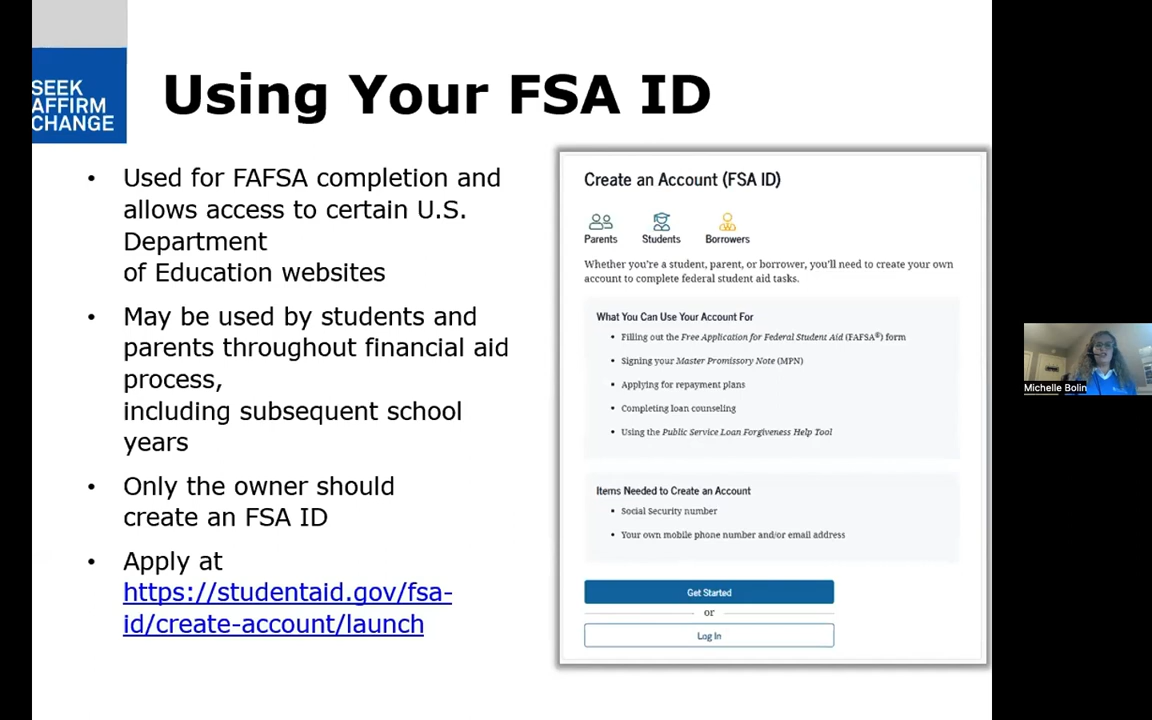 SEEK
AFFIRM
CHANGE
Using Your FSA ID
• Used for FAFSA completion and
allows access to certain U.S.
Department
of Education websites
• May be used by students and
parents throughout financial aid
process,
including subsequent school
years
• Only the owner should
create an FSA ID
• Apply at
https://studentaid.gov/fsa-
id/create-account/launch
Create an Account (FSA ID)
Parents Students Borrowers
Whether you're a student, parent, or borrower, you'll need to create your own
account to complete federal student aid tasks.
What You Can Use Your Account For
• Filling out the Free Application for Federal Student Aid (FAFSA®) form
• Signing your Master Promissory Note (MPN)
• Applying for repayment plans
• Completing loan counseling
• Using the Public Service Loan Forgiveness Help Tool
Items Needed to Create an Account
• Social Security number
• Your own mobile phone number and/or email address
Get Started
or
Log In
Michelle Bolin